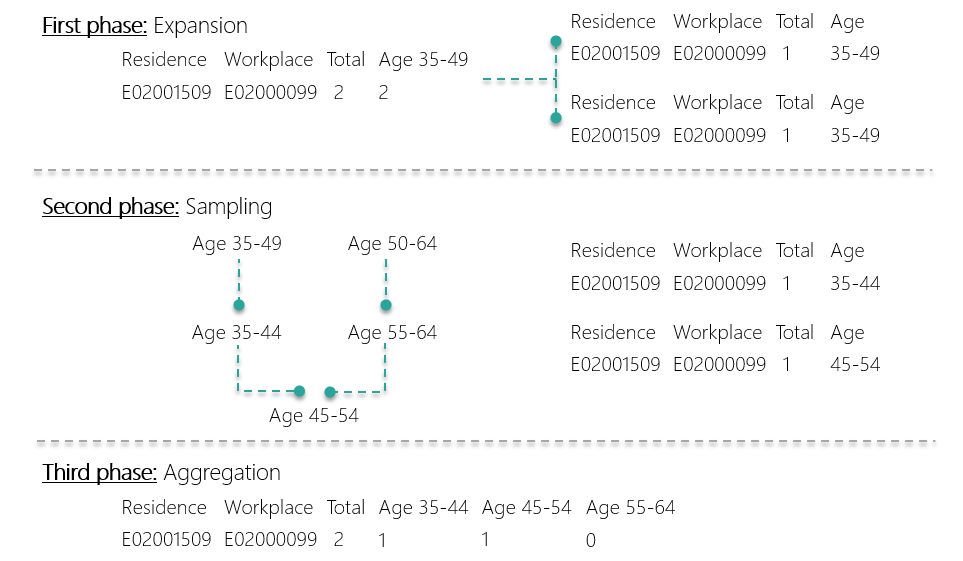 First phase: Expansion
Residence Workplace Total Age 35-49
E02001509 E02000099 2 2
Residence Workplace Total Age
E02001509 E02000099 1 35-49
Residence Workplace Total Age
E02001509 E02000099 1 35-49
Second phase: Sampling
Age 35-49 Age 50-64
Age 35-44 Age 55-64
Age 45-54
Residence Workplace Total Age
E02001509 E02000099 1 35-44
Residence Workplace Total Age
E02001509 E02000099 1 45-54
Third phase: Aggregation
Residence Workplace Total Age 35-44 Age 45-54 Age 55-64
E02001509 E02000099 2 1 1 0